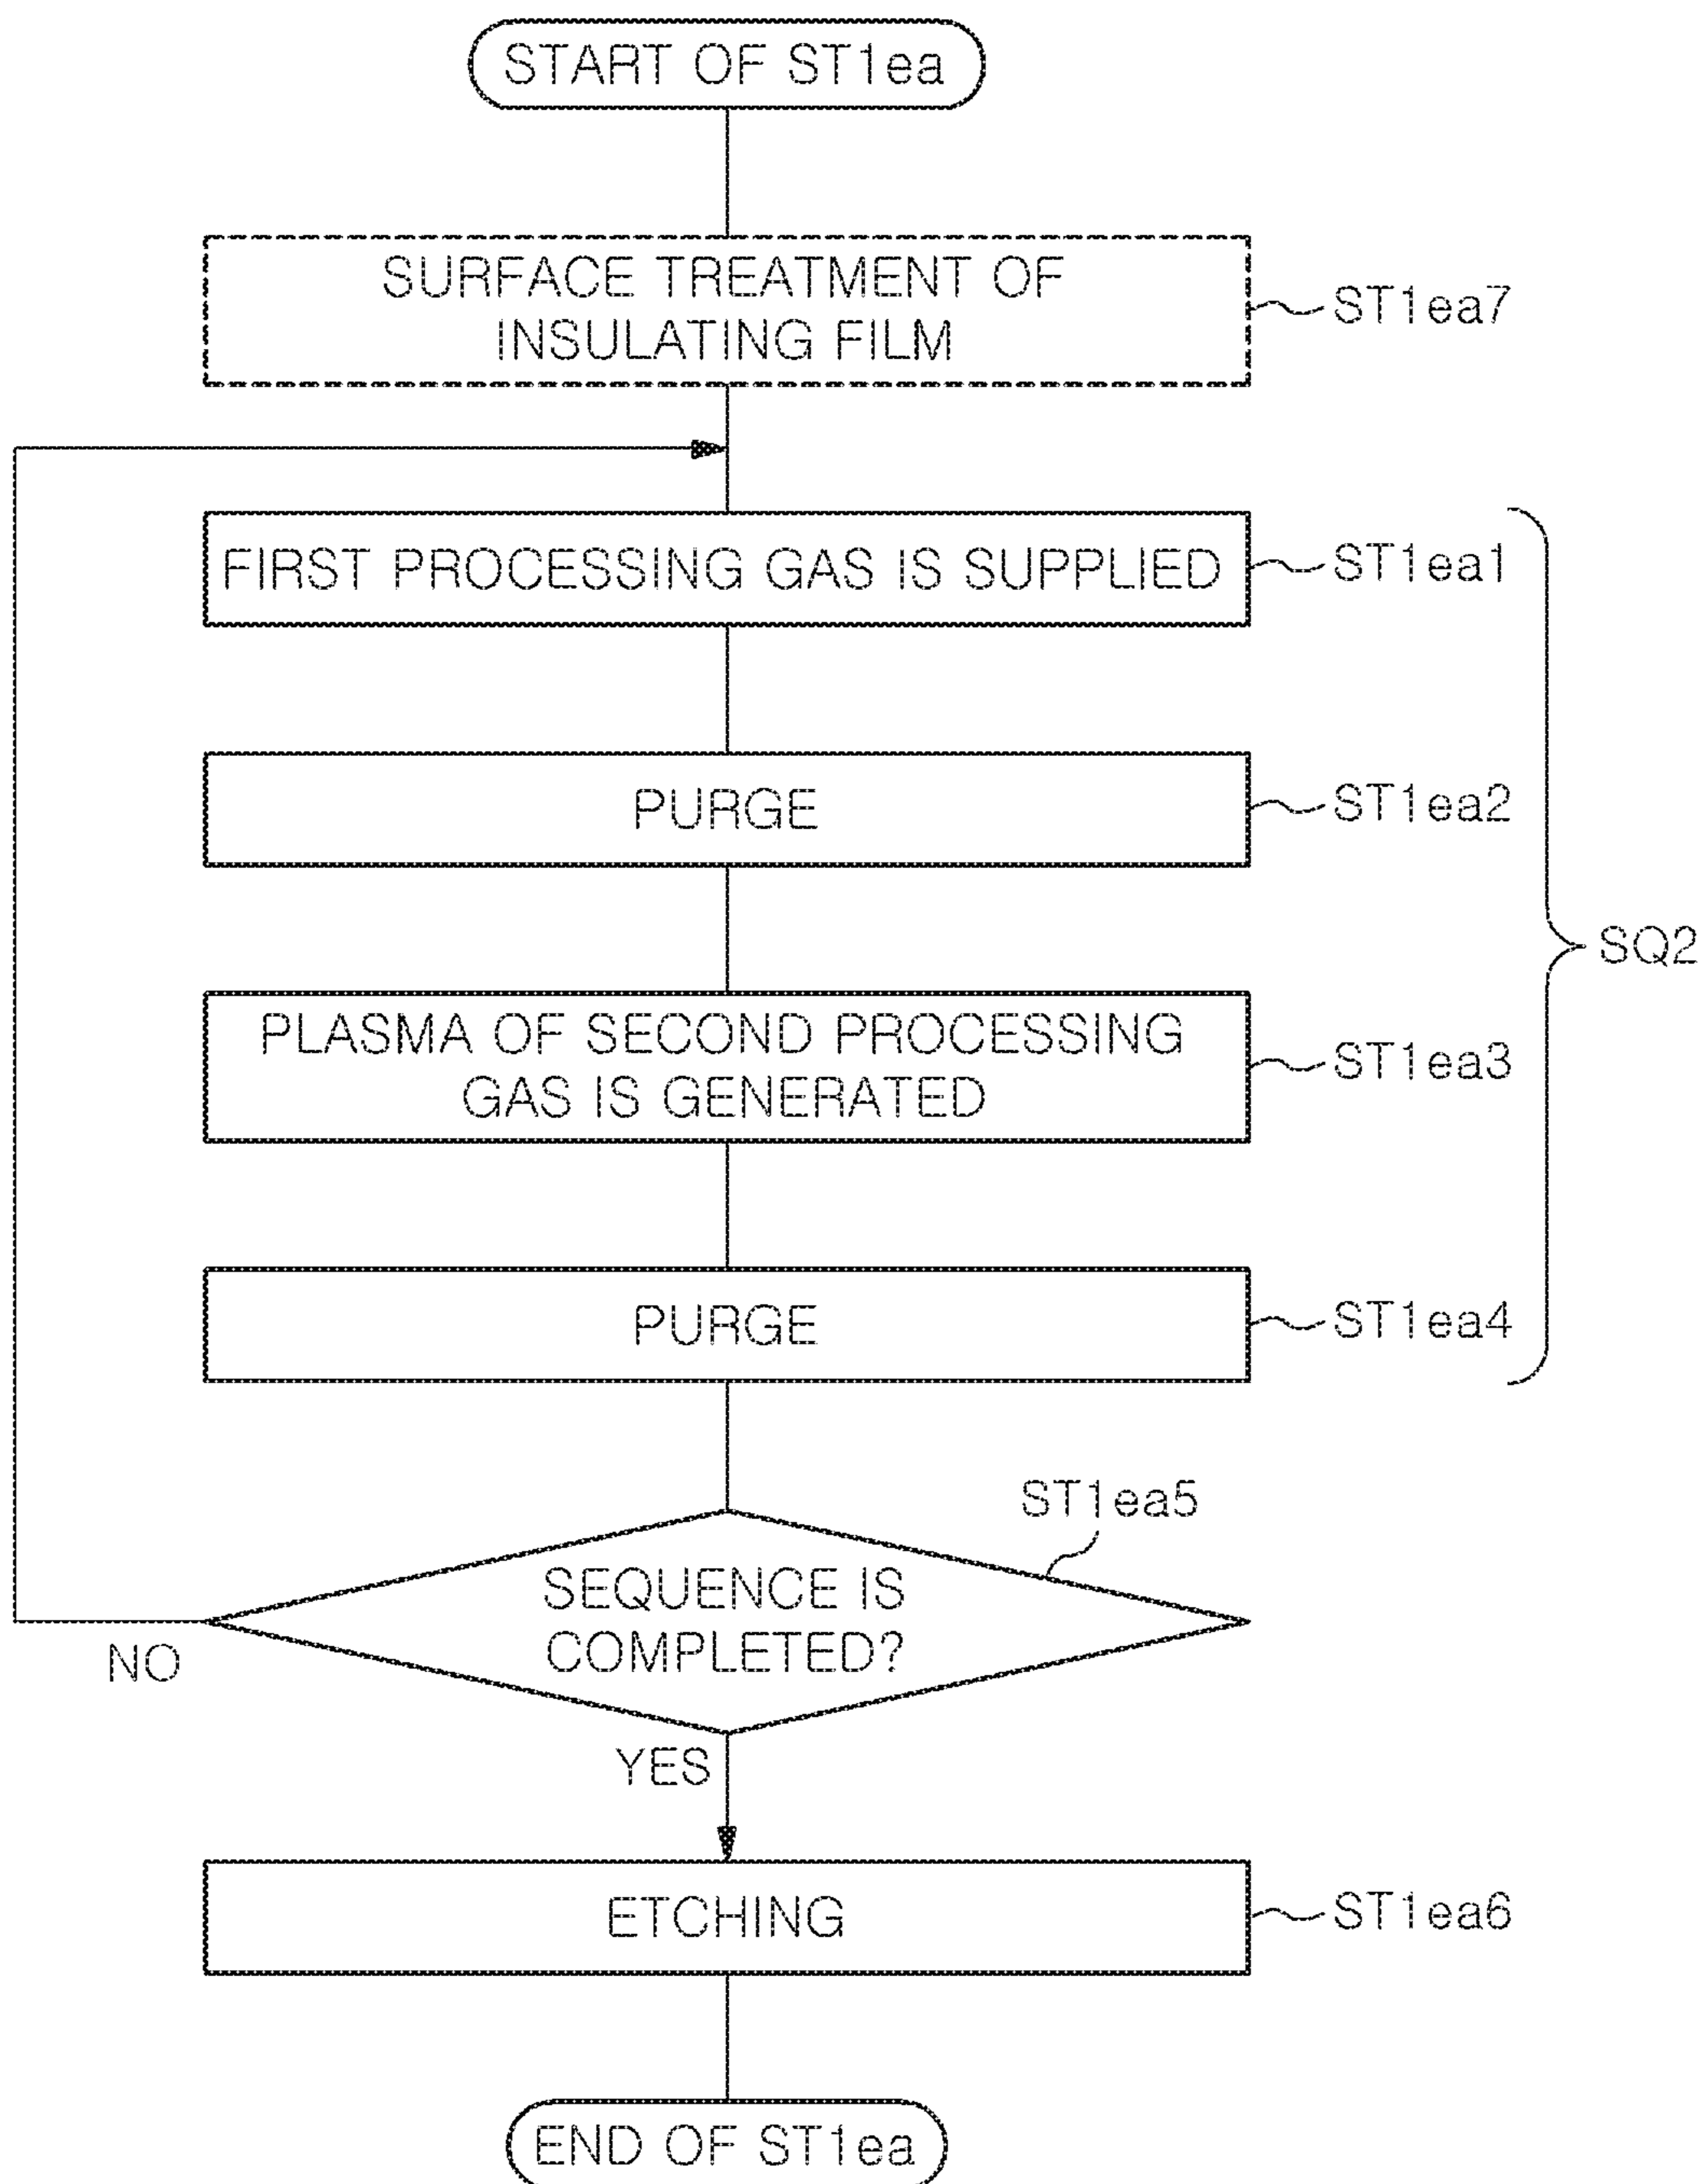 START OF ST1ea
SURFACE TREATMENT OF
INSULATING FILM
ST1ea7
FIRST PROCESSING GAS IS SUPPLIED
ST1ea1
PURGE
ST1ea2
SQ2
PLASMA OF SECOND PROCESSING
GAS IS GENERATED
ST1ea3
PURGE
ST1ea4
ST1ea5
SEQUENCE IS
COMPLETED?
NO
YES
ETCHING
ST1ea6
END OF ST1ea